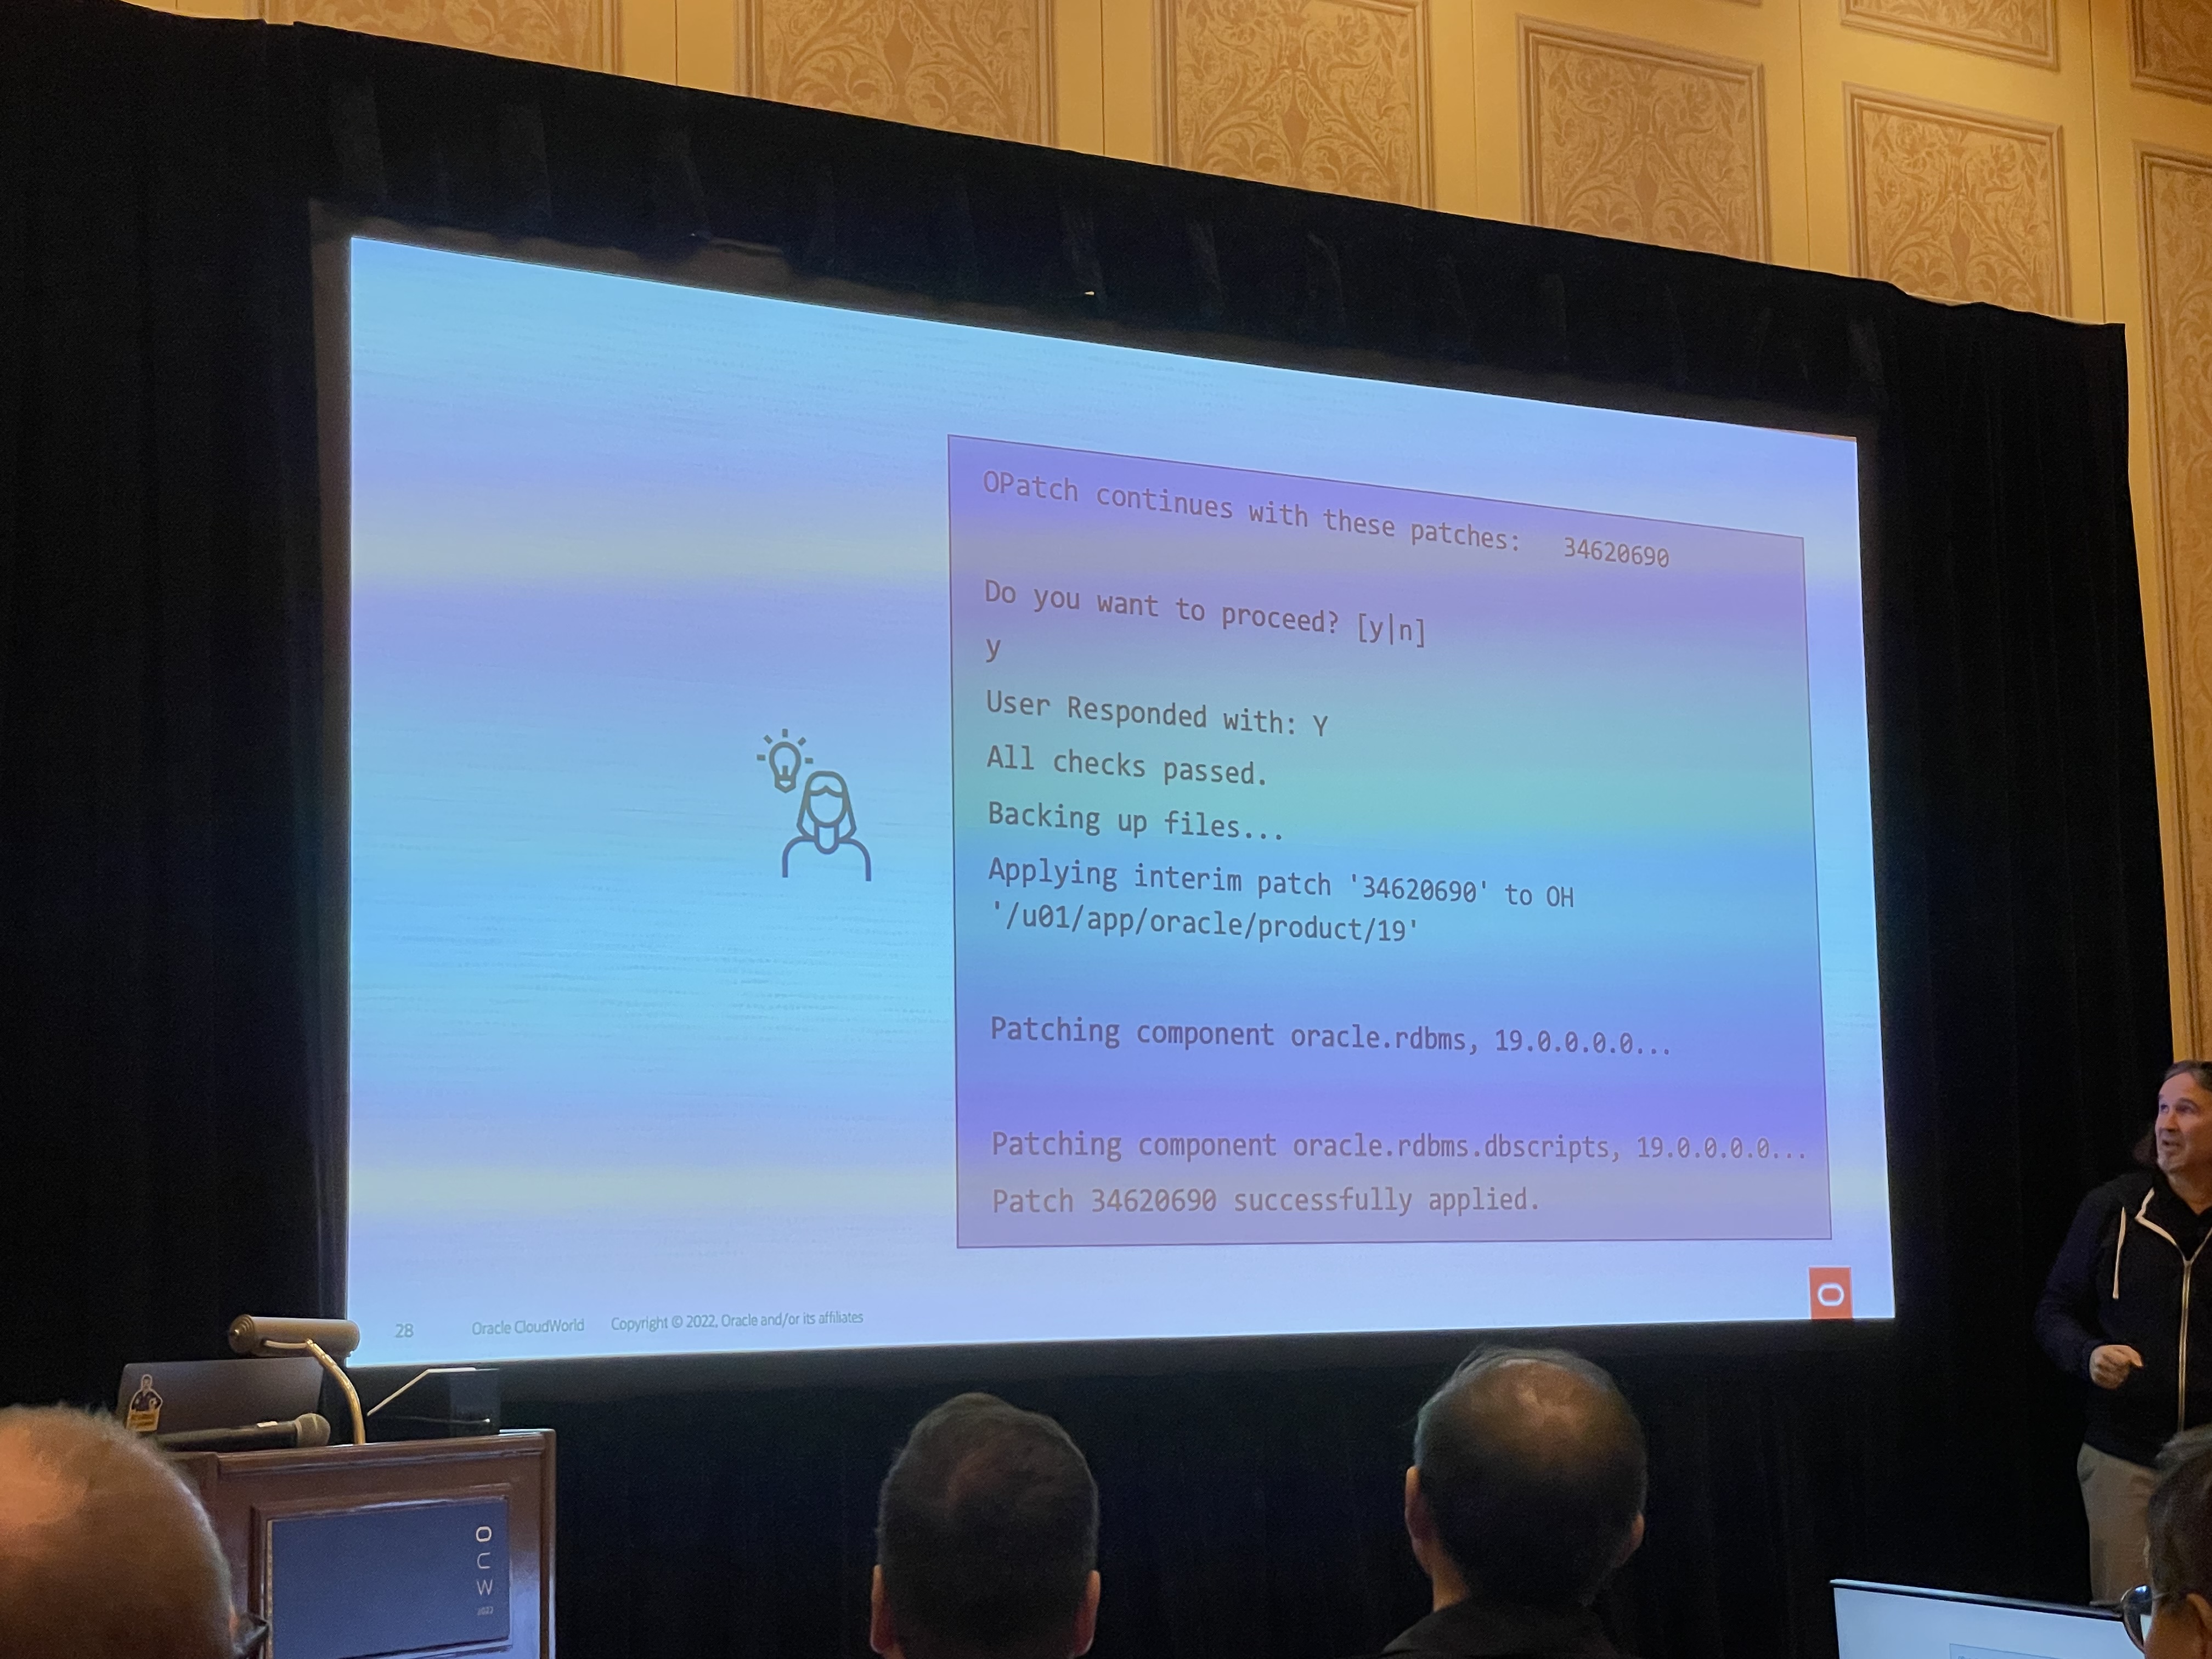 OPatch continues with these patches:   34620690
Do you want to proceed? [y|n]
y
User Responded with: Y
All checks passed.
Backing up files...
Applying interim patch '34620690' to OH
'/u01/app/oracle/product/19'
Patching component oracle.rdbms, 19.0.0.0.0...
Patching component oracle.rdbms.dbscripts, 19.0.0.0.0...
Patch 34620690 successfully applied.
28 Oracle CloudWorld Copyright © 2022, Oracle and/or its affiliates
O
C
W
2022